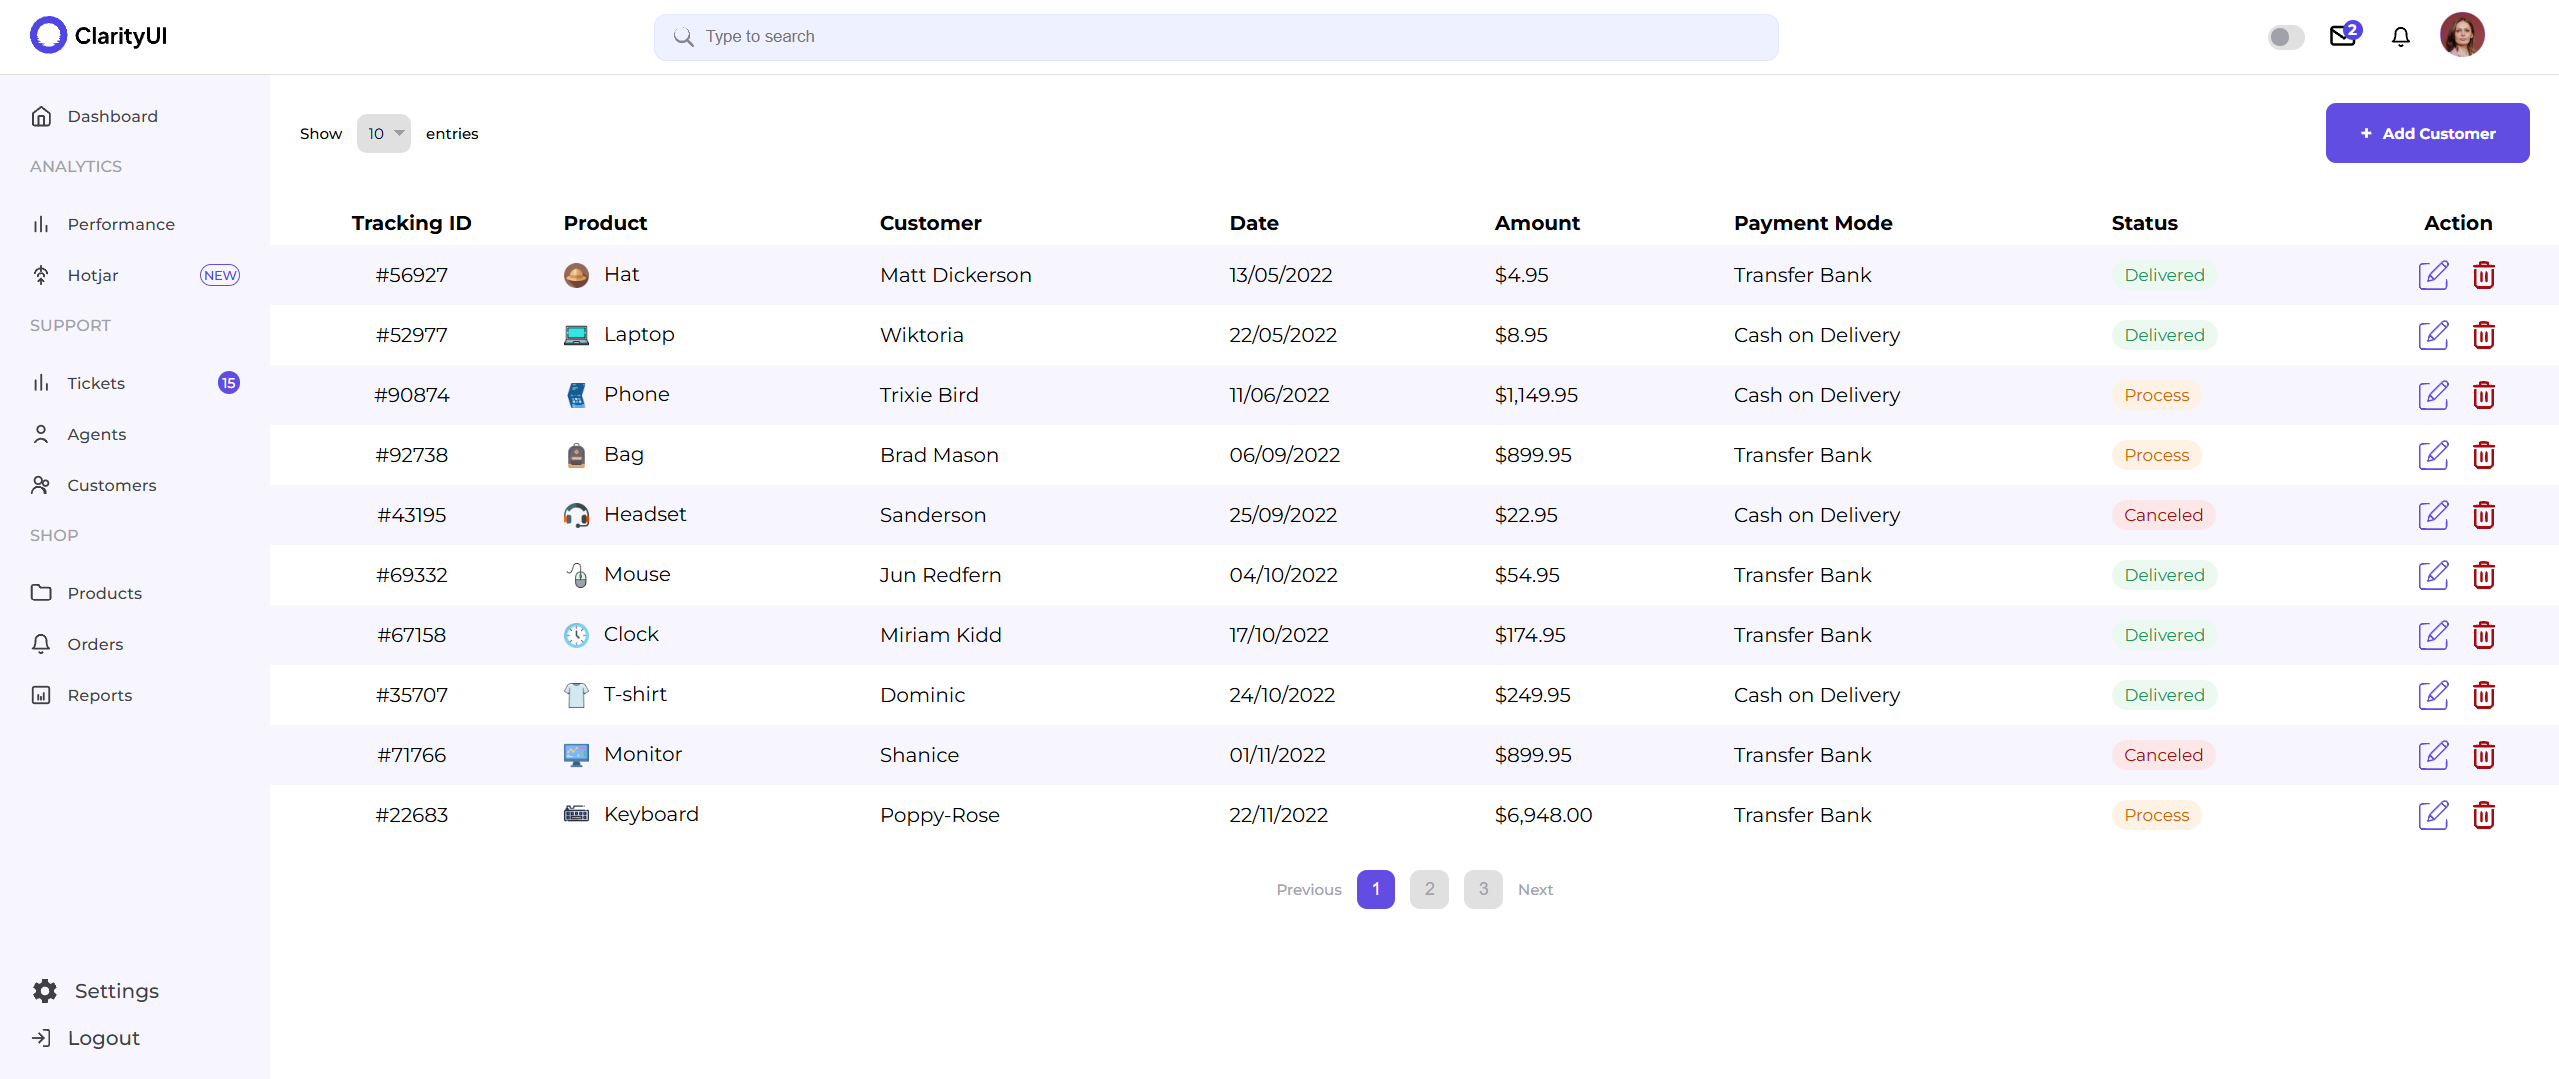 ClarityUI
Type to search
2
Dashboard
ANALYTICS
Performance
Hotjar NEW
SUPPORT
Tickets 15
Agents
Customers
SHOP
Products
Orders
Reports
Settings
Logout
Show 10 entries
+ Add Customer
Tracking ID Product Customer Date Amount Payment Mode Status Action
#56927 Hat Matt Dickerson 13/05/2022 $4.95 Transfer Bank Delivered
#52977 Laptop Wiktoria 22/05/2022 $8.95 Cash on Delivery Delivered
#90874 Phone Trixie Bird 11/06/2022 $1,149.95 Cash on Delivery Process
#92738 Bag Brad Mason 06/09/2022 $899.95 Transfer Bank Process
#43195 Headset Sanderson 25/09/2022 $22.95 Cash on Delivery Canceled
#69332 Mouse Jun Redfern 04/10/2022 $54.95 Transfer Bank Delivered
#67158 Clock Miriam Kidd 17/10/2022 $174.95 Transfer Bank Delivered
#35707 T-shirt Dominic 24/10/2022 $249.95 Cash on Delivery Delivered
#71766 Monitor Shanice 01/11/2022 $899.95 Transfer Bank Canceled
#22683 Keyboard Poppy-Rose 22/11/2022 $6,948.00 Transfer Bank Process
Previous 1 2 3 Next